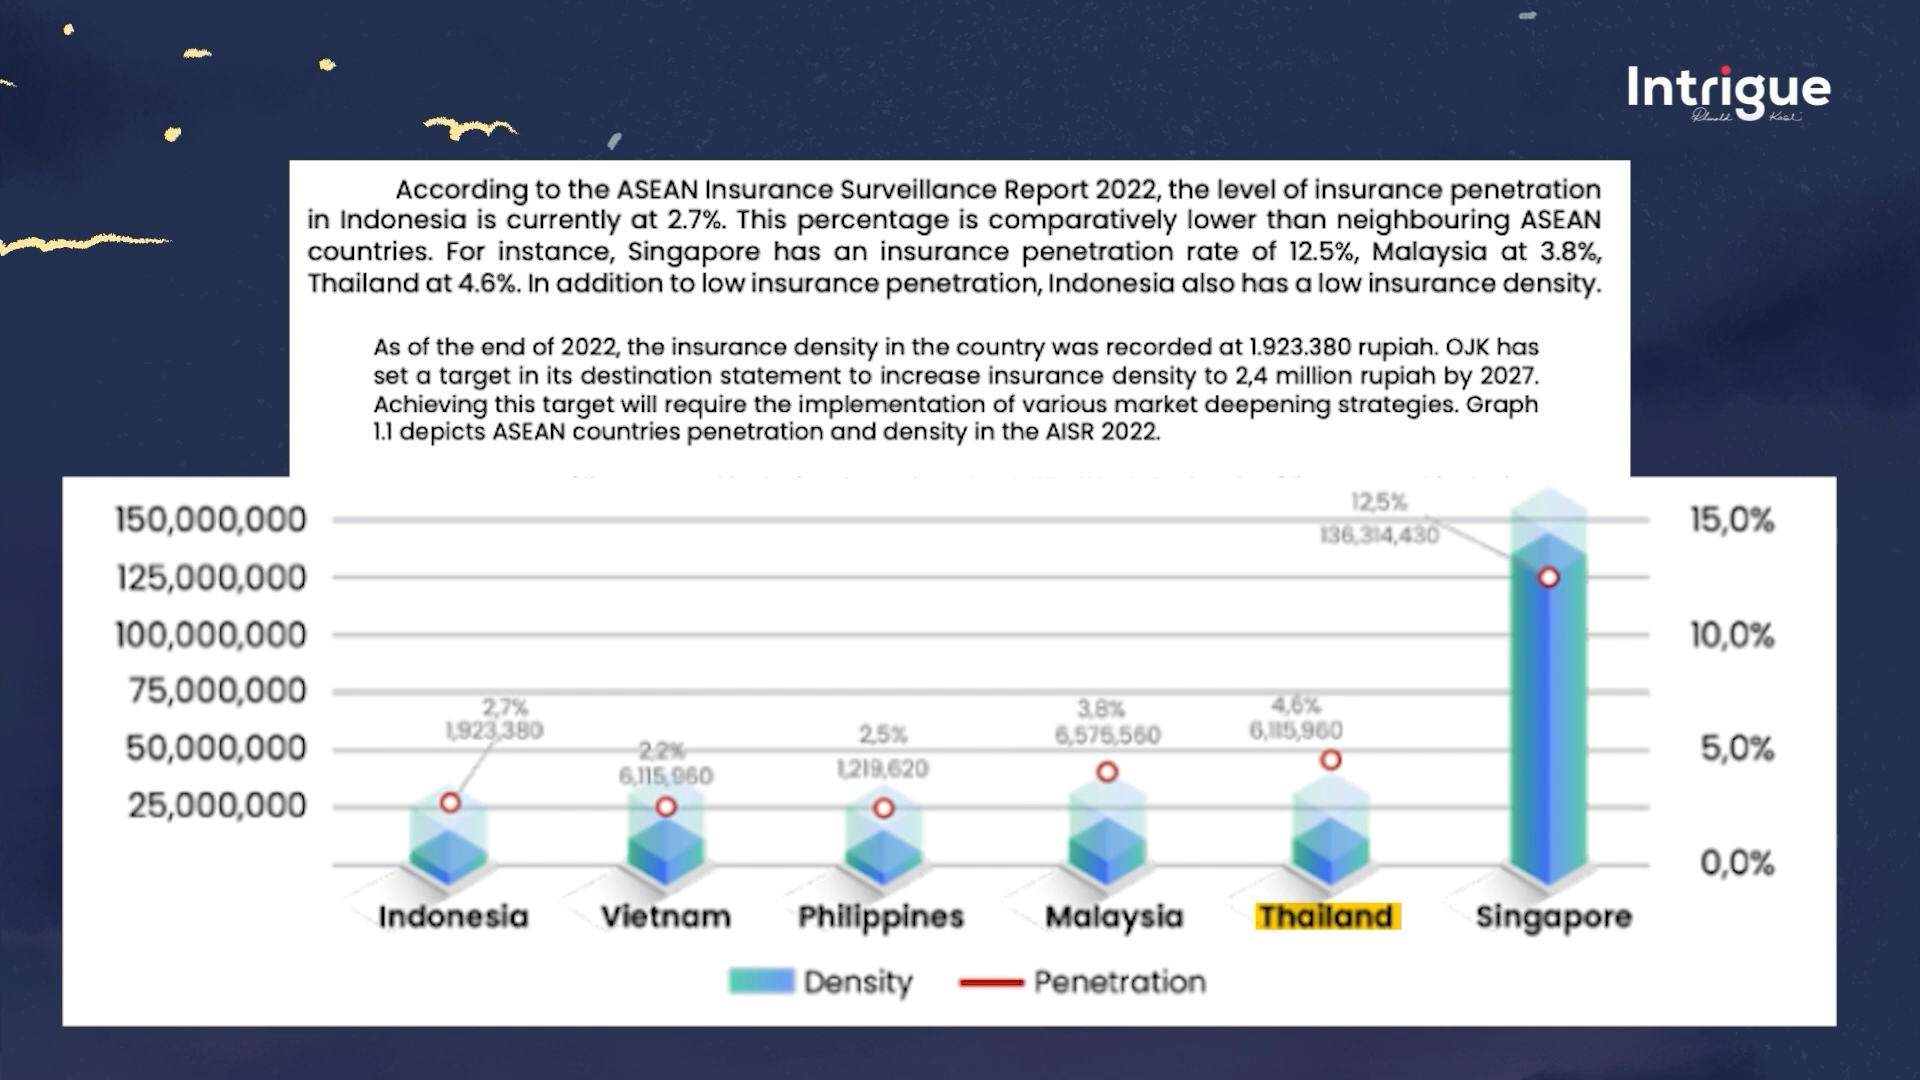 Intrigue
According to the ASEAN Insurance Surveillance Report 2022, the level of insurance penetration
in Indonesia is currently at 2.7%. This percentage is comparatively lower than neighbouring ASEAN
countries. For instance, Singapore has an insurance penetration rate of 12.5%, Malaysia at 3.8%,
Thailand at 4.6%. In addition to low insurance penetration, Indonesia also has a low insurance density.
As of the end of 2022, the insurance density in the country was recorded at 1.923.380 rupiah. OJK has
set a target in its destination statement to increase insurance density to 2,4 million rupiah by 2027.
Achieving this target will require the implementation of various market deepening strategies. Graph
1.1 depicts ASEAN countries penetration and density in the AISR 2022.
150,000,000
125,000,000
100,000,000
75,000,000
50,000,000
25,000,000
2,7%
1,923,380
2,2%
6,115,960
2,5%
1,219,620
3,8%
6,575,560
4,6%
6,115,960
12,5%
136,314,430
15,0%
10,0%
5,0%
0,0%
Indonesia
Vietnam
Philippines
Malaysia
Thailand
Singapore
Density
Penetration